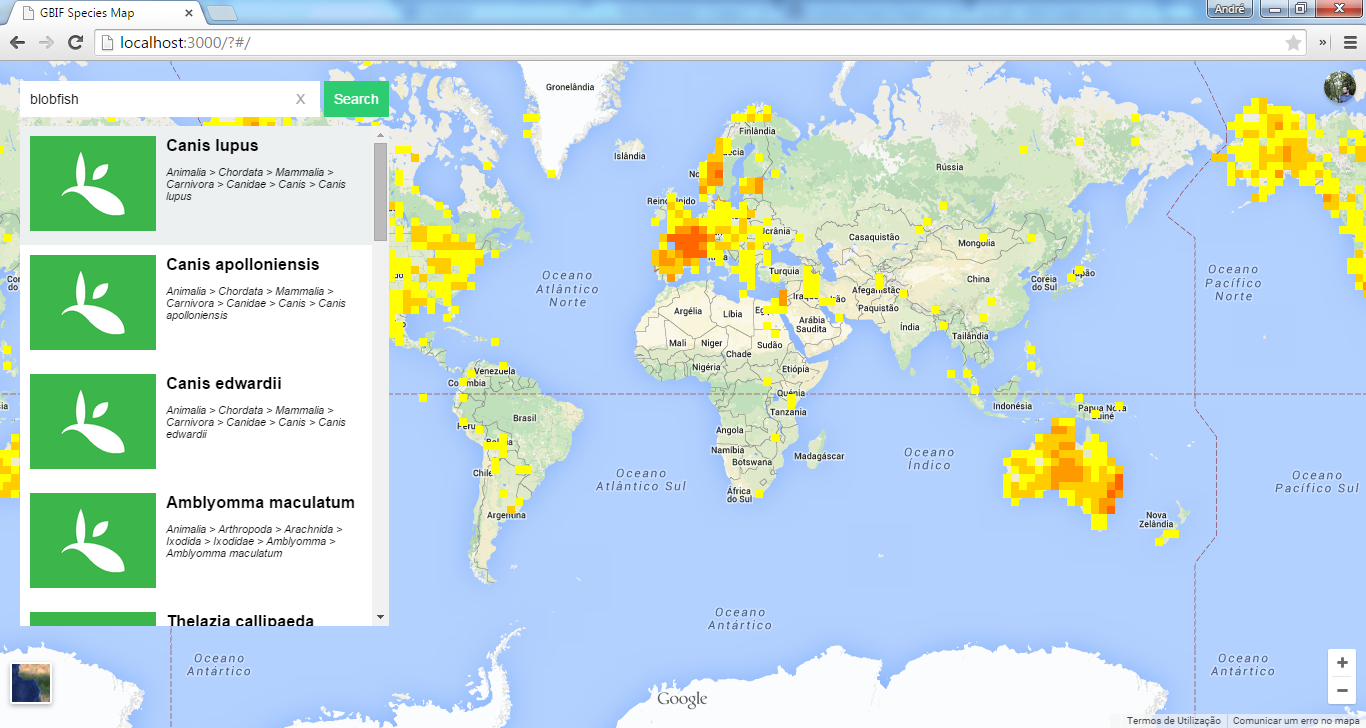 GBIF Species Map
André
localhost:3000/?#/
blobfish
X
Search
Canis lupus
Animalia > Chordata > Mammalia >
Carnivora > Canidae > Canis > Canis
lupus
Canis apolloniensis
Animalia > Chordata > Mammalia >
Carnivora > Canidae > Canis > Canis
apolloniensis
Canis edwardii
Animalia > Chordata > Mammalia >
Carnivora > Canidae > Canis > Canis
edwardii
Amblyomma maculatum
Animalia > Arthropoda > Arachnida >
Ixodida > Ixodidae > Amblyomma >
Amblyomma maculatum
Thelazia callipaeda
Gronelândia
Islândia
Finlândia
Rússia
Reino Unido
Ucrânia
Casaquistão
Mongólia
Turquia
China
Coreia
do Sul
Japão
Afeganistão
Paquistão
Argélia
Líbia
Arábia
Saudita
Índia
Tailândia
Mali
Niger
Sudão
Chade
Nigéria
Etiópia
Quénia
Tanzania
Angola
Namíbia
Botswana
Madagáscar
África
do Sul
Venezuela
Colombia
Brasil
Peru
Bolivia
Chile
Argentina
Indonésia
Papua Nova
Guiné
Nova
Zelândia
Oceano
Atlântico
Norte
Oceano
Pacífico
Norte
Oceano
Atlântico Sul
Oceano
Índico
Oceano
Pacífico Sul
Oceano
Antártico
Oceano
Antártico
Oceano
Antártico
Google
+
−
Termos de Utilização
Comunicar um erro no mapa